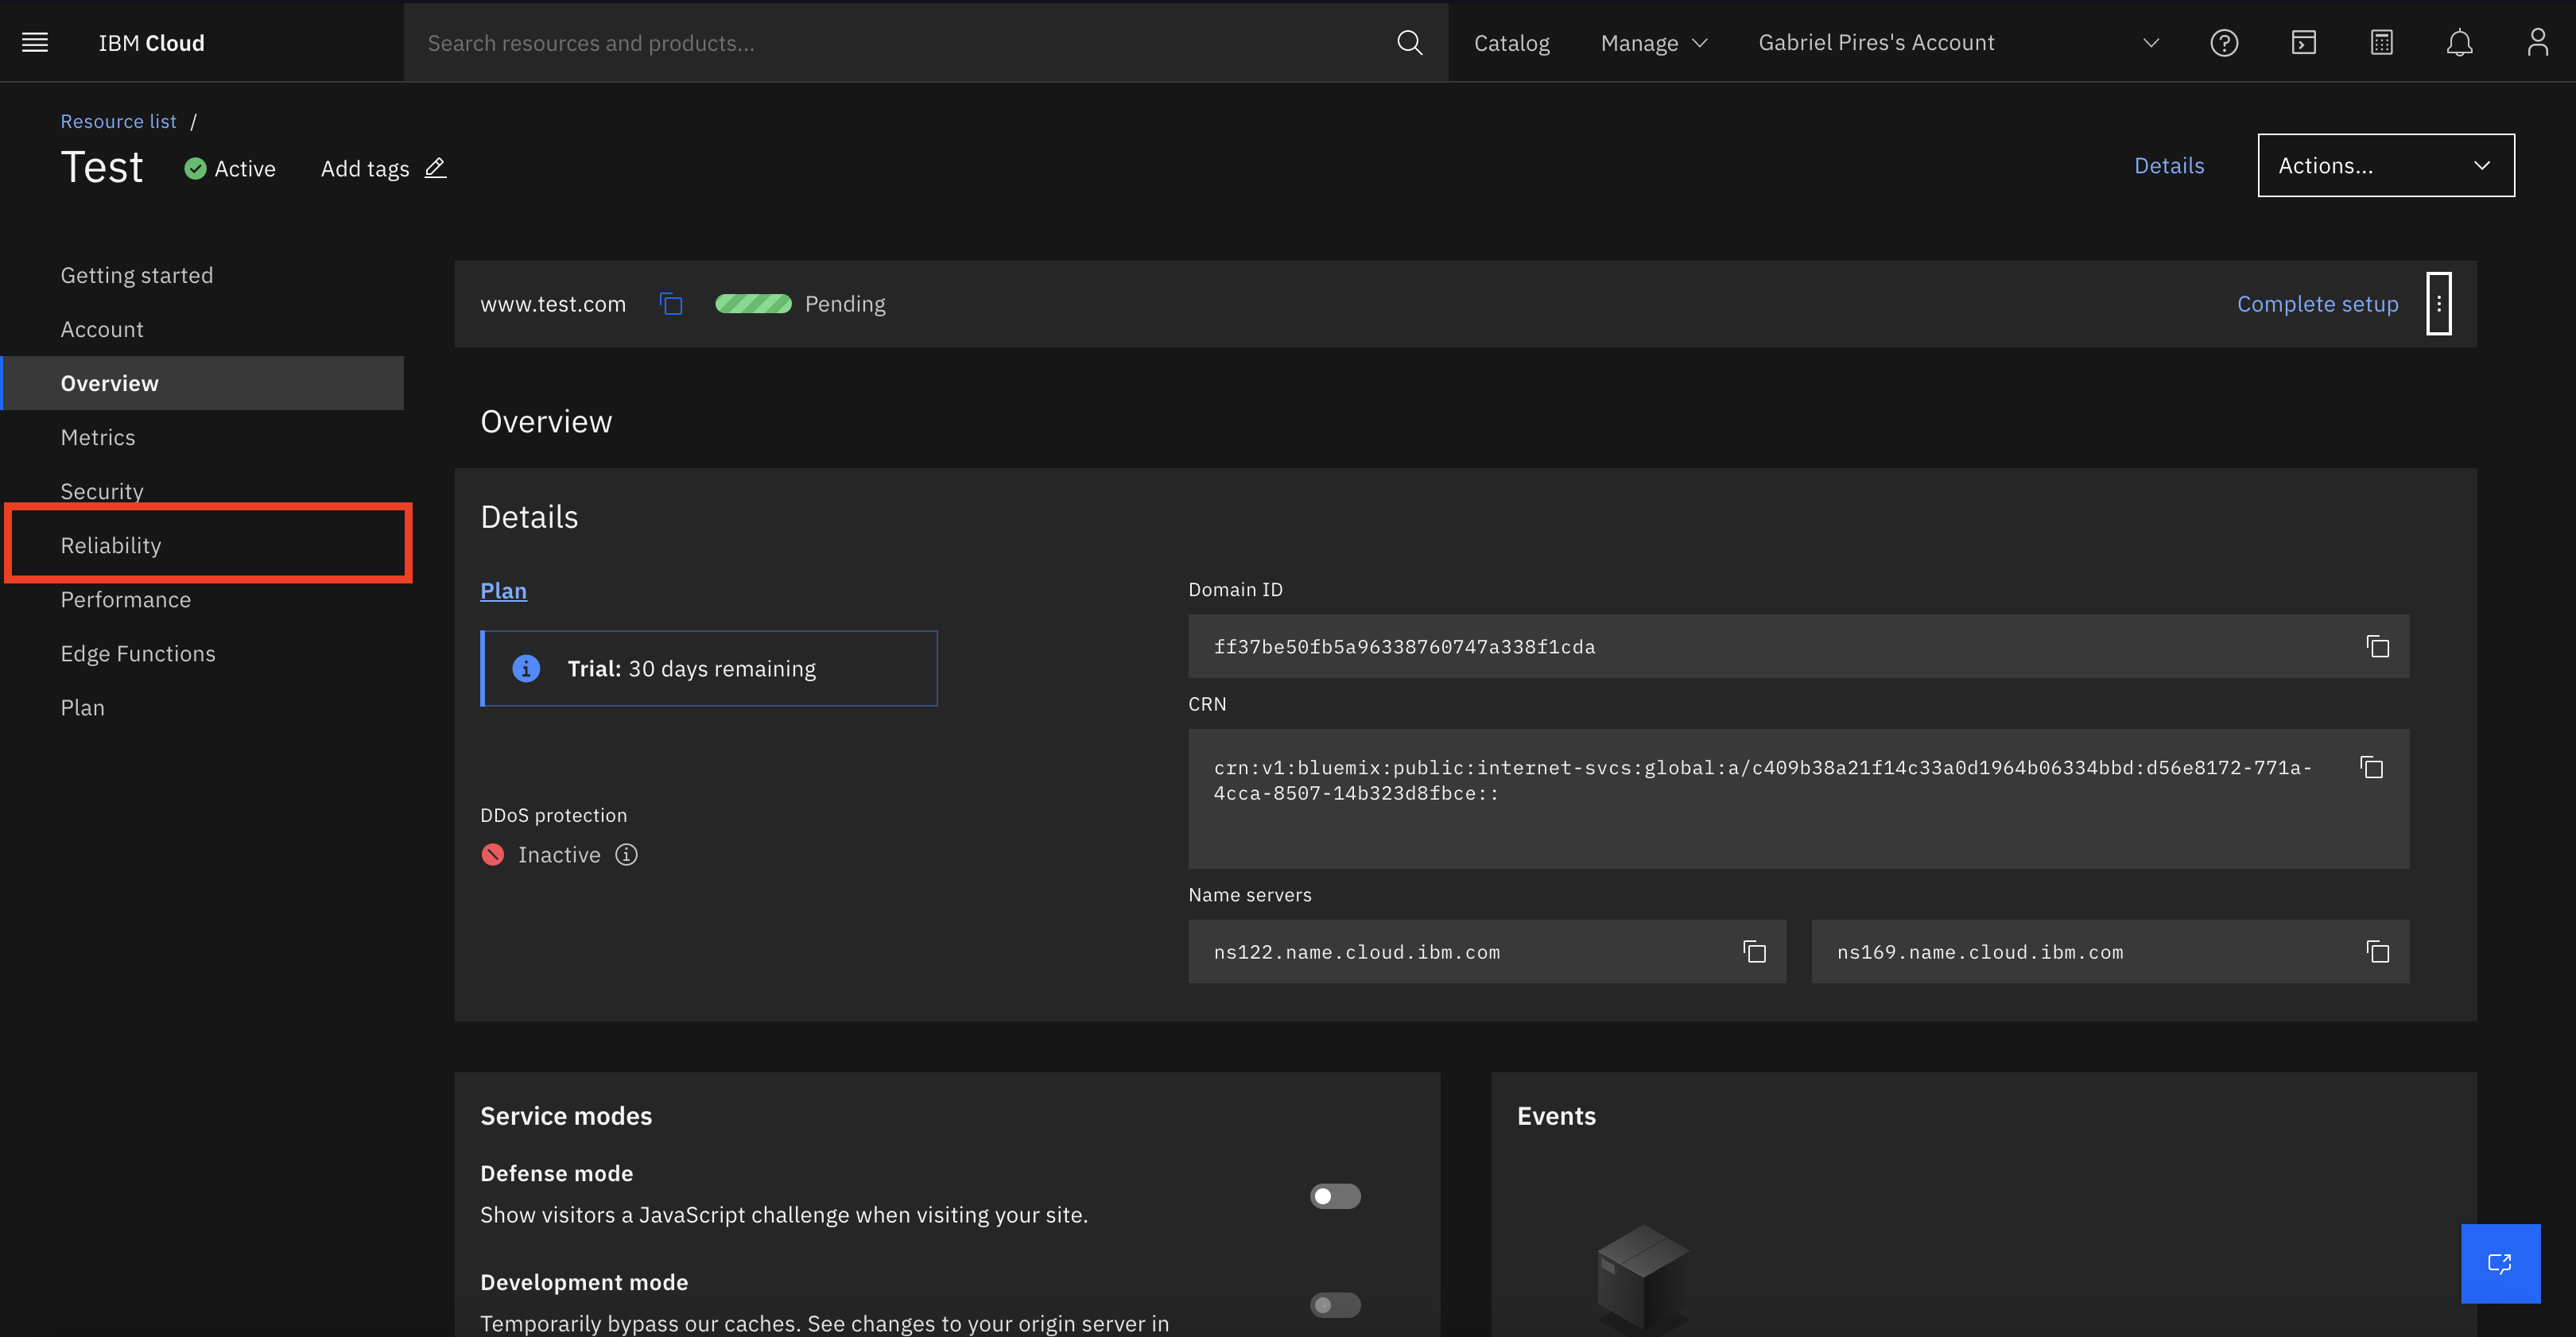 IBM Cloud
Search resources and products...
Catalog
Manage
Gabriel Pires's Account
Resource list /
Test
Active
Add tags
Details
Actions...
Getting started
Account
Overview
Metrics
Security
Reliability
Performance
Edge Functions
Plan
www.test.com
Pending
Complete setup
Overview
Details
Plan
Trial: 30 days remaining
DDoS protection
Inactive
Domain ID
ff37be50fb5a96338760747a338f1cda
CRN
crn:v1:bluemix:public:internet-svcs:global:a/c409b38a21f14c33a0d1964b06334bbd:d56e8172-771a-
4cca-8507-14b323d8fbce::
Name servers
ns122.name.cloud.ibm.com
ns169.name.cloud.ibm.com
Service modes
Defense mode
Show visitors a JavaScript challenge when visiting your site.
Development mode
Temporarily bypass our caches. See changes to your origin server in
Events